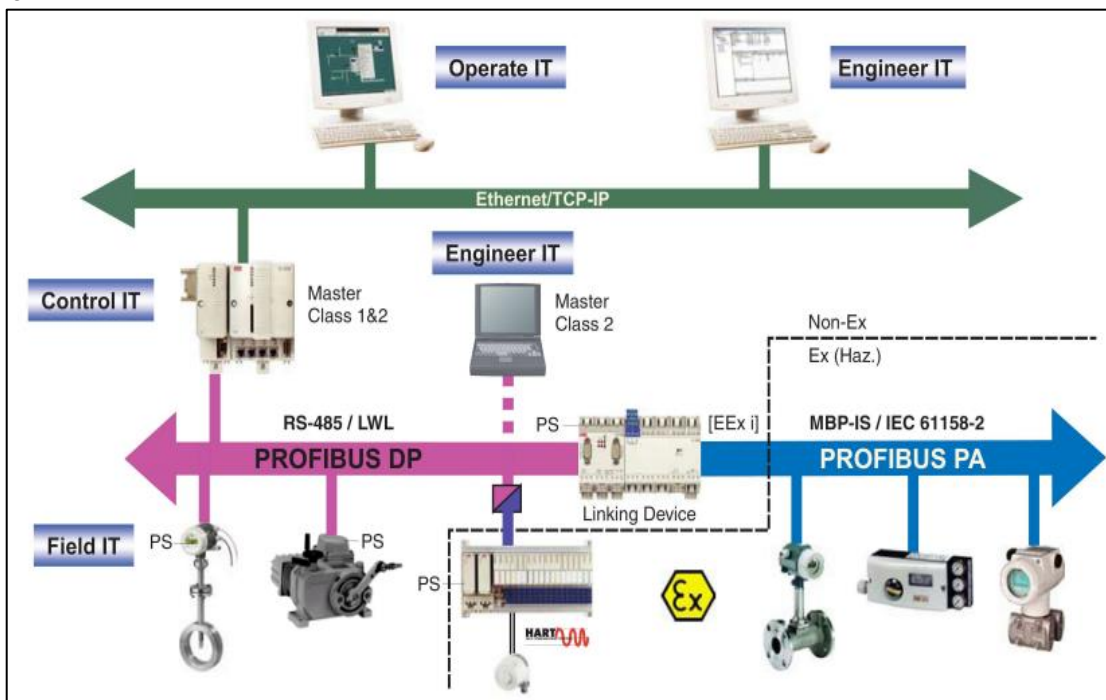 Operate IT
Engineer IT
Ethernet/TCP-IP
Engineer IT
Control IT
Master
Class 1&2
Master
Class 2
Non-Ex
Ex (Haz.)
RS-485 / LWL
PS
[EEx i]
MBP-IS / IEC 61158-2
PROFIBUS DP
PROFIBUS PA
Linking Device
Field IT
PS
PS
PS
Ex
HART